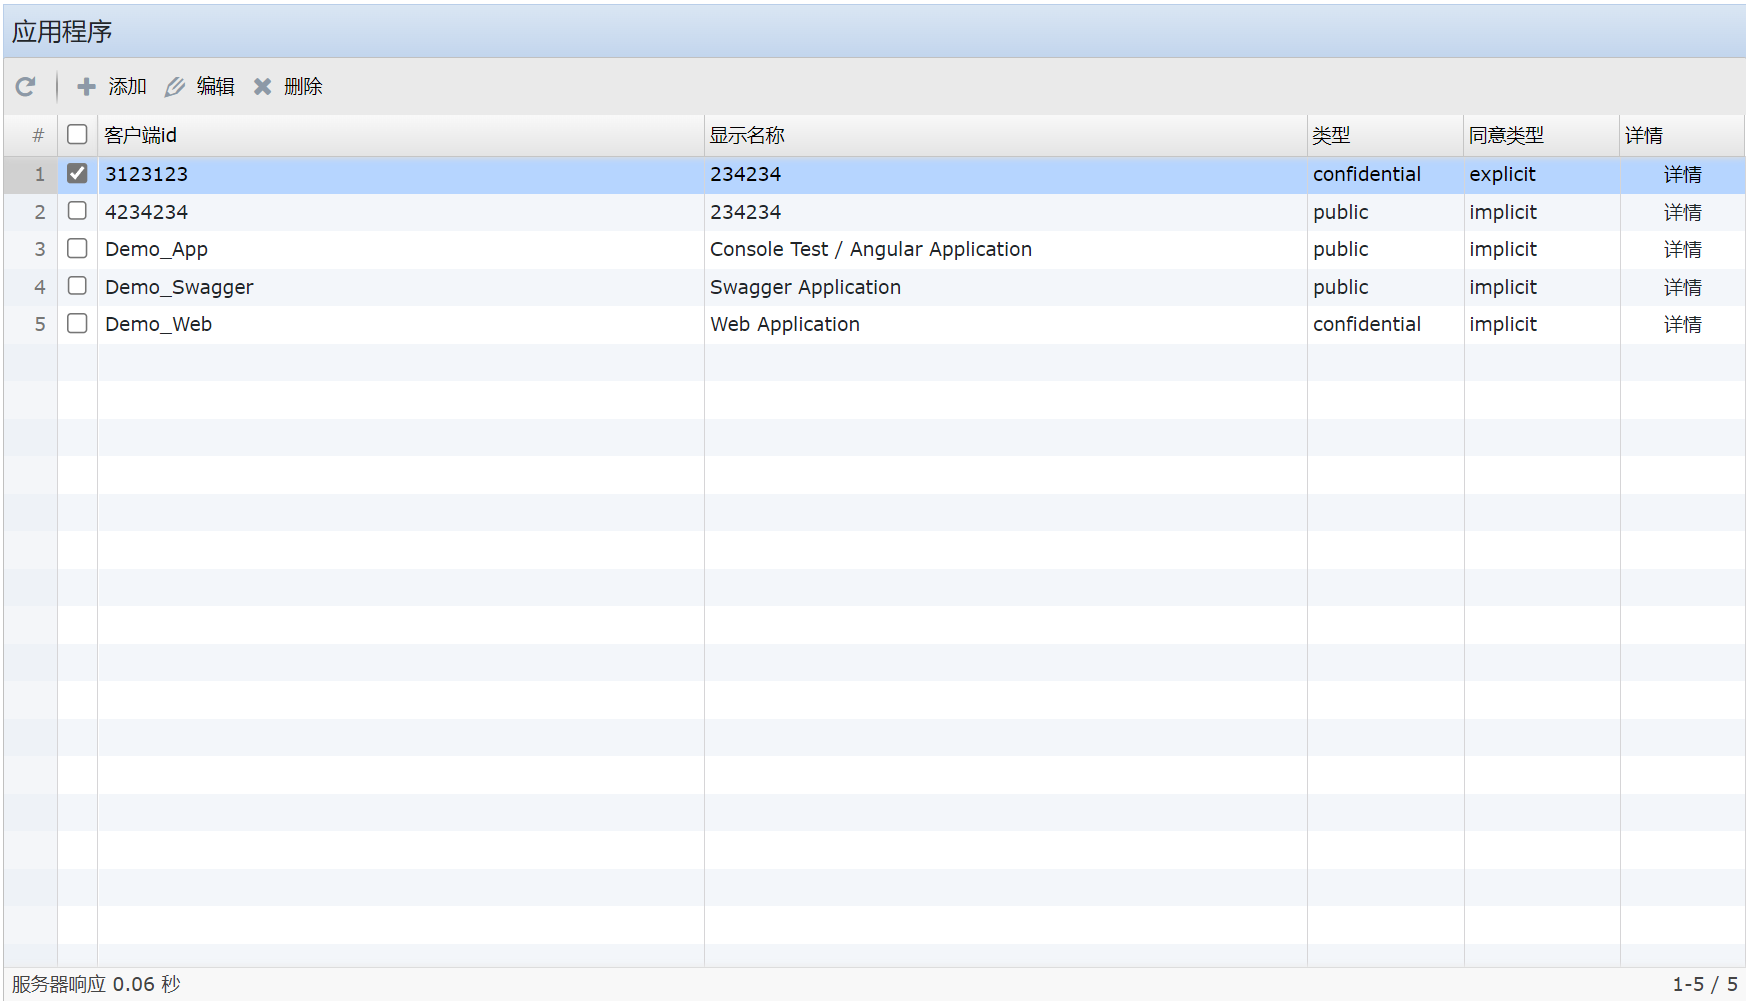 应用程序
添加 编辑 删除
# 客户端id 显示名称 类型 同意类型 详情
1 3123123 234234 confidential explicit 详情
2 4234234 234234 public implicit 详情
3 Demo_App Console Test / Angular Application public implicit 详情
4 Demo_Swagger Swagger Application public implicit 详情
5 Demo_Web Web Application confidential implicit 详情
服务器响应 0.06 秒 1-5 / 5